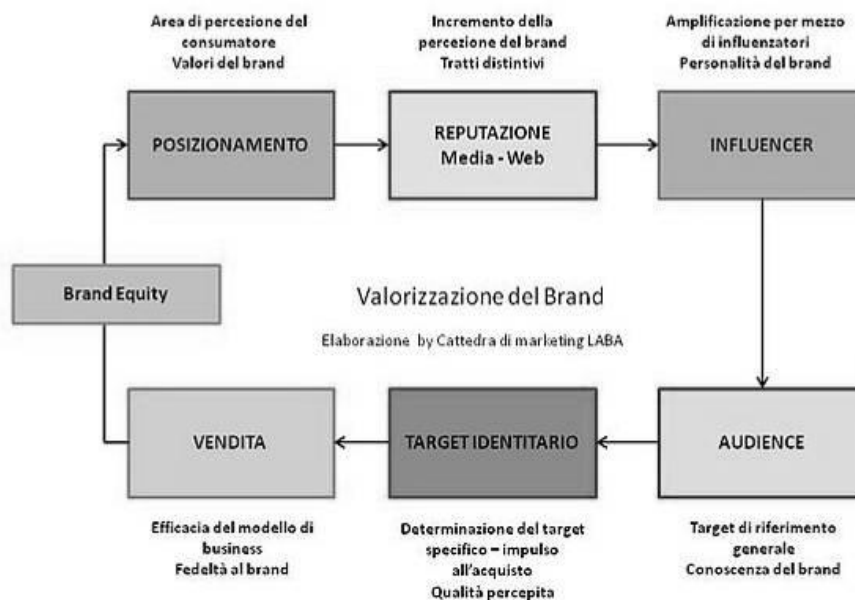 Area di percezione del
consumatore
Valori del brand
Incremento della
percezione del brand
Tratti distintivi
Amplificazione per mezzo
di influenzatori
Personalità del brand
POSIZIONAMENTO
REPUTAZIONE
Media - Web
INFLUENCER
Brand Equity
Valorizzazione del Brand
Elaborazione by Cattedra di marketing LABA
VENDITA
TARGET IDENTITARIO
AUDIENCE
Efficacia del modello di
business
Fedeltà al brand
Determinazione del target
specifico – impulso
all'acquisto
Qualità percepita
Target di riferimento
generale
Conoscenza del brand